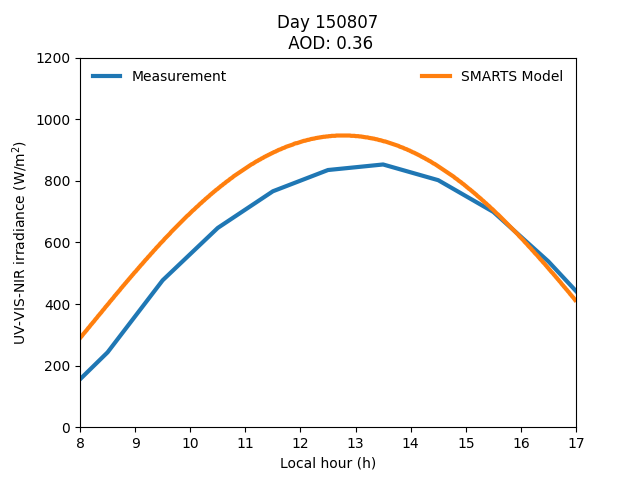 Day 150807
AOD: 0.36
Measurement
SMARTS Model
UV-VIS-NIR irradiance (W/m²)
1200
1000
800
600
400
200
0
8 9 10 11 12 13 14 15 16 17
Local hour (h)